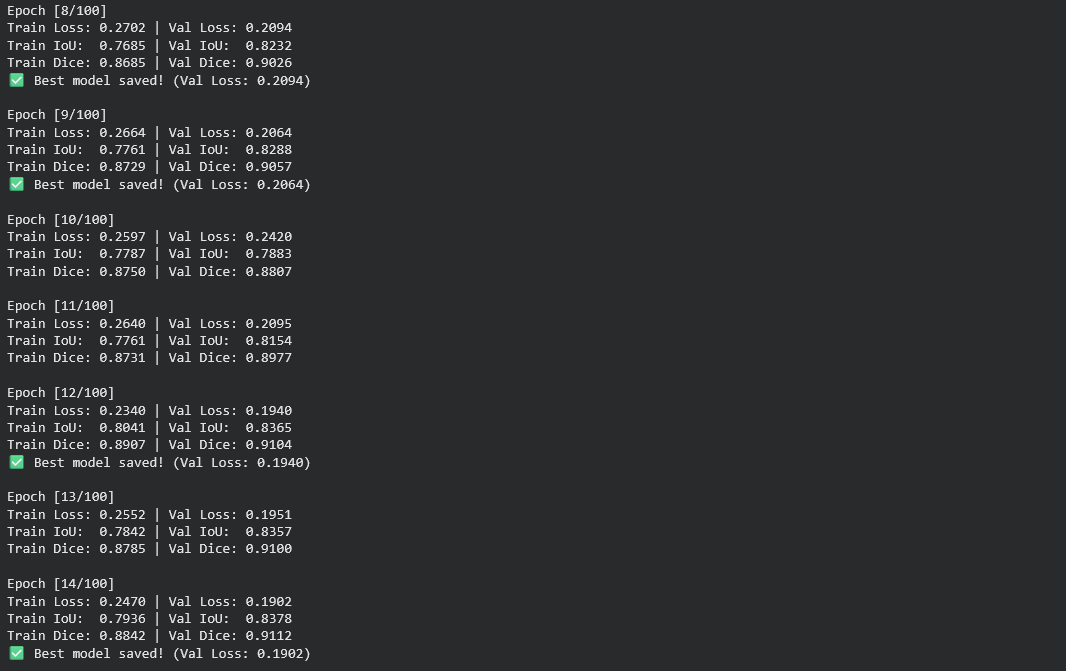 Epoch [8/100]
Train Loss: 0.2702 | Val Loss: 0.2094
Train IoU:  0.7685 | Val IoU:  0.8232
Train Dice: 0.8685 | Val Dice: 0.9026
✅ Best model saved! (Val Loss: 0.2094)

Epoch [9/100]
Train Loss: 0.2664 | Val Loss: 0.2064
Train IoU:  0.7761 | Val IoU:  0.8288
Train Dice: 0.8729 | Val Dice: 0.9057
✅ Best model saved! (Val Loss: 0.2064)

Epoch [10/100]
Train Loss: 0.2597 | Val Loss: 0.2420
Train IoU:  0.7787 | Val IoU:  0.7883
Train Dice: 0.8750 | Val Dice: 0.8807

Epoch [11/100]
Train Loss: 0.2640 | Val Loss: 0.2095
Train IoU:  0.7761 | Val IoU:  0.8154
Train Dice: 0.8731 | Val Dice: 0.8977

Epoch [12/100]
Train Loss: 0.2340 | Val Loss: 0.1940
Train IoU:  0.8041 | Val IoU:  0.8365
Train Dice: 0.8907 | Val Dice: 0.9104
✅ Best model saved! (Val Loss: 0.1940)

Epoch [13/100]
Train Loss: 0.2552 | Val Loss: 0.1951
Train IoU:  0.7842 | Val IoU:  0.8357
Train Dice: 0.8785 | Val Dice: 0.9100

Epoch [14/100]
Train Loss: 0.2470 | Val Loss: 0.1902
Train IoU:  0.7936 | Val IoU:  0.8378
Train Dice: 0.8842 | Val Dice: 0.9112
✅ Best model saved! (Val Loss: 0.1902)